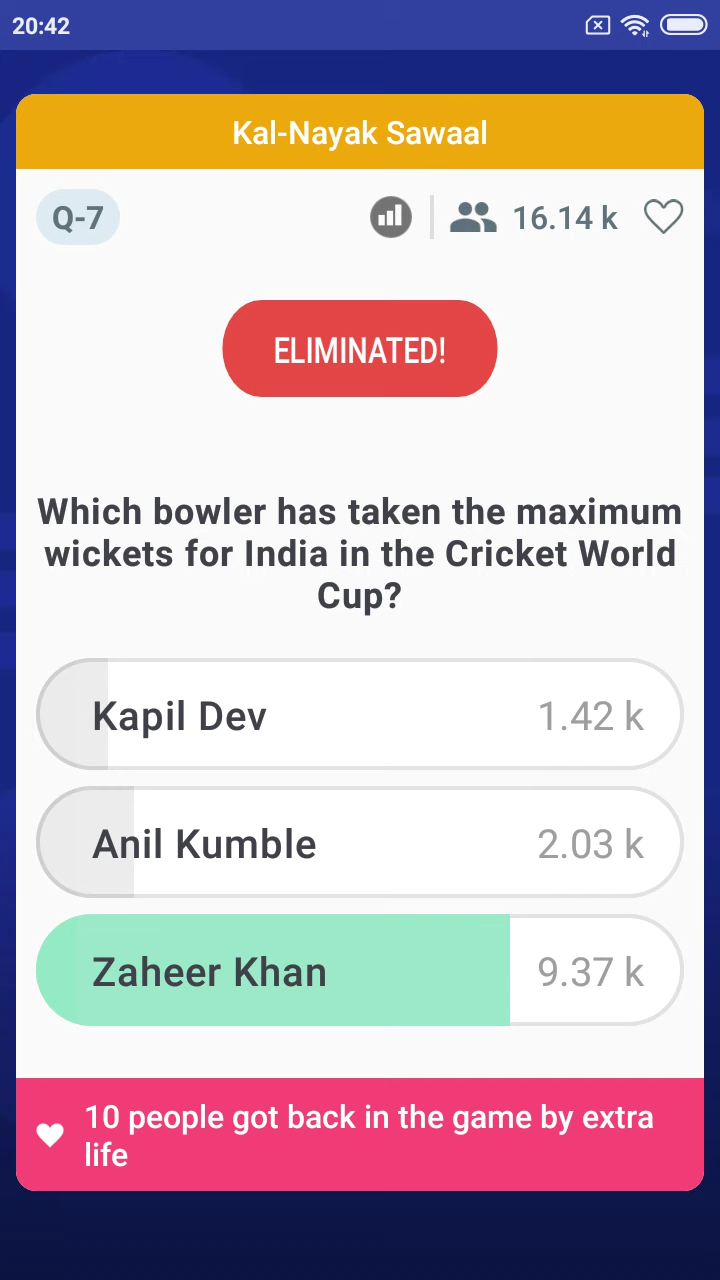 20:42
Kal-Nayak Sawaal
Q-7
16.14 k
ELIMINATED!
Which bowler has taken the maximum
wickets for India in the Cricket World
Cup?
Kapil Dev
1.42 k
Anil Kumble
2.03 k
Zaheer Khan
9.37 k
10 people got back in the game by extra
life